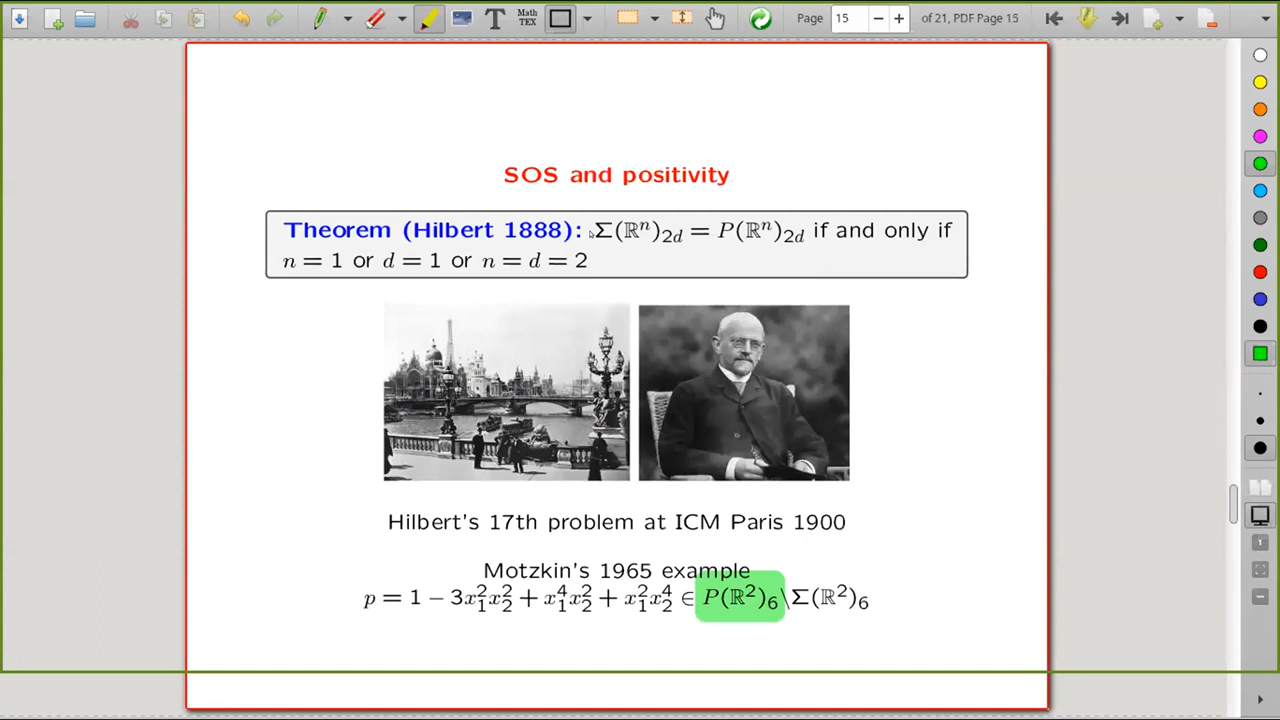 Math
TEX
Page 15 of 21, PDF Page 15
SOS and positivity
Theorem (Hilbert 1888): Σ(ℝⁿ)₂d = P(ℝⁿ)₂d if and only if
n = 1 or d = 1 or n = d = 2
Hilbert's 17th problem at ICM Paris 1900
Motzkin's 1965 example
p = 1 − 3x₁²x₂² + x₁⁴x₂² + x₁²x₂⁴ ∈ P(ℝ²)₆\Σ(ℝ²)₆